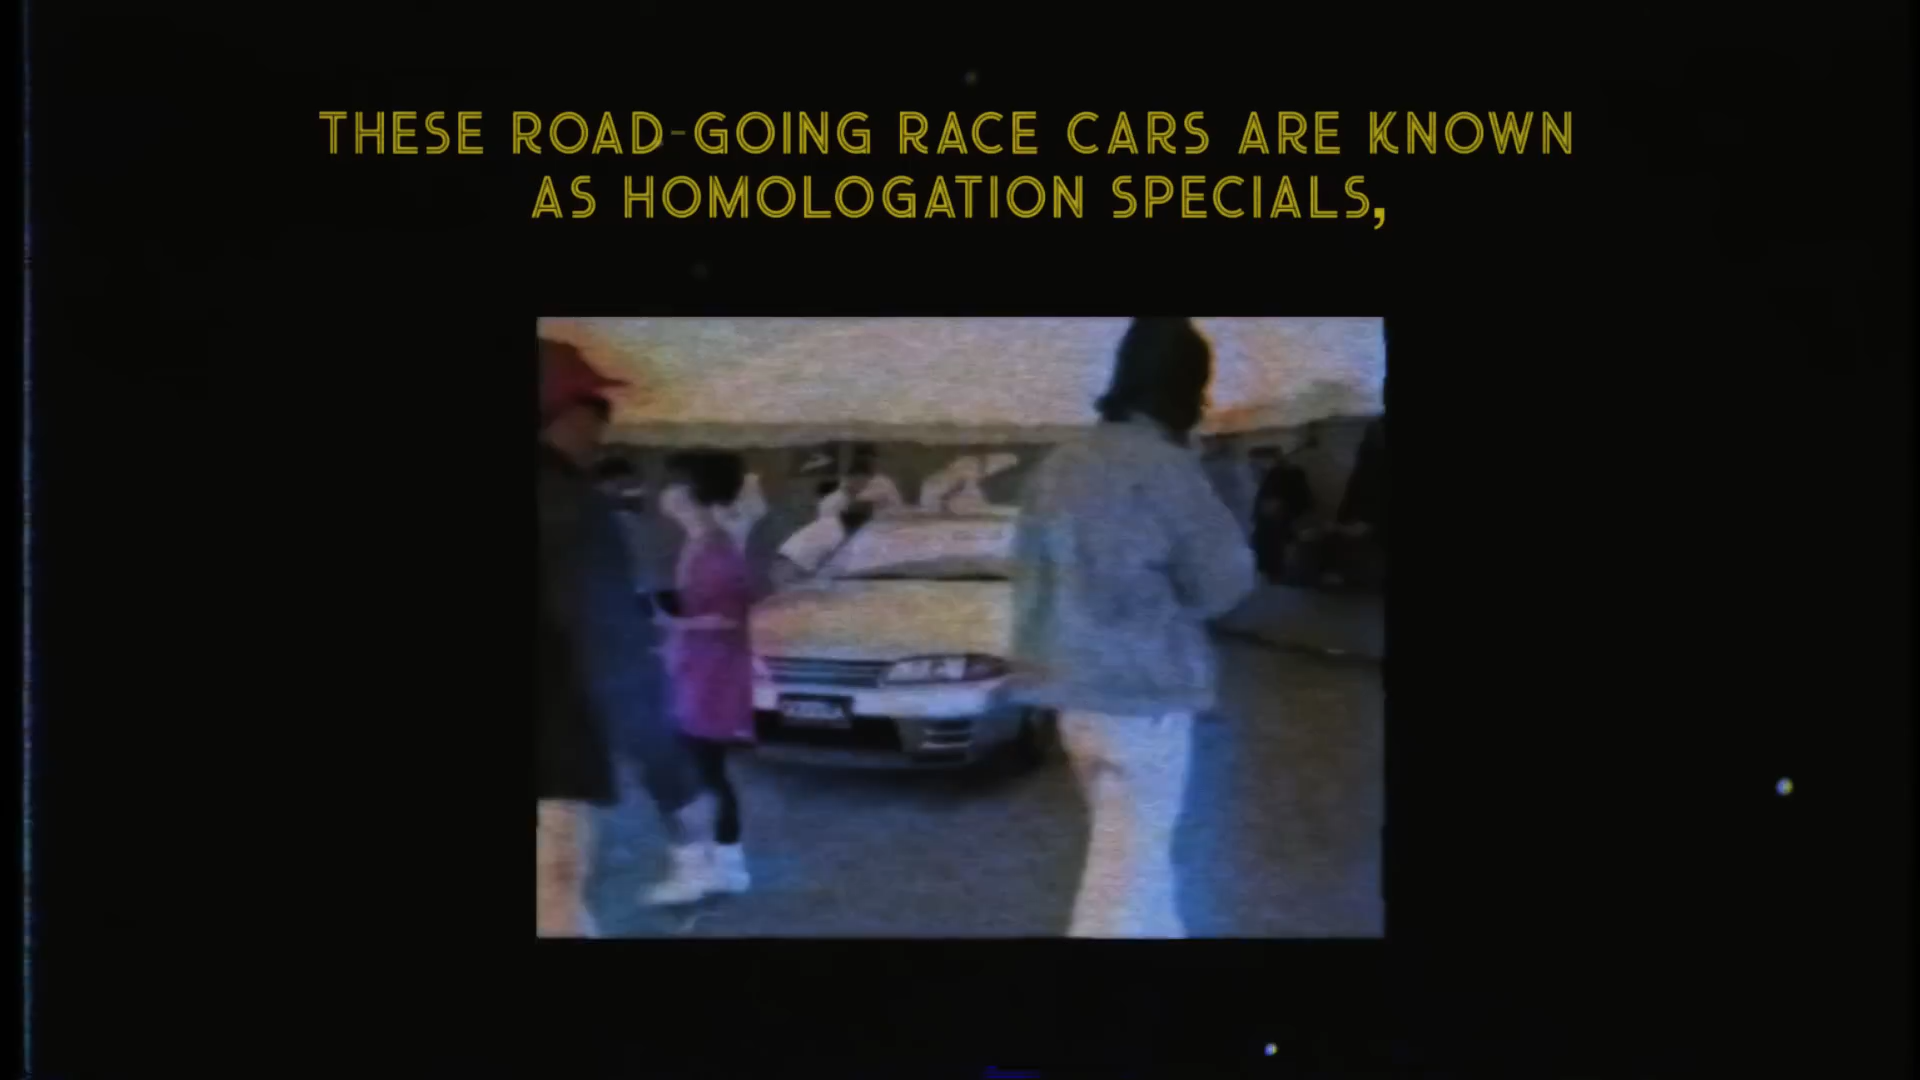 THESE ROAD-GOING RACE CARS ARE KNOWN
AS HOMOLOGATION SPECIALS,